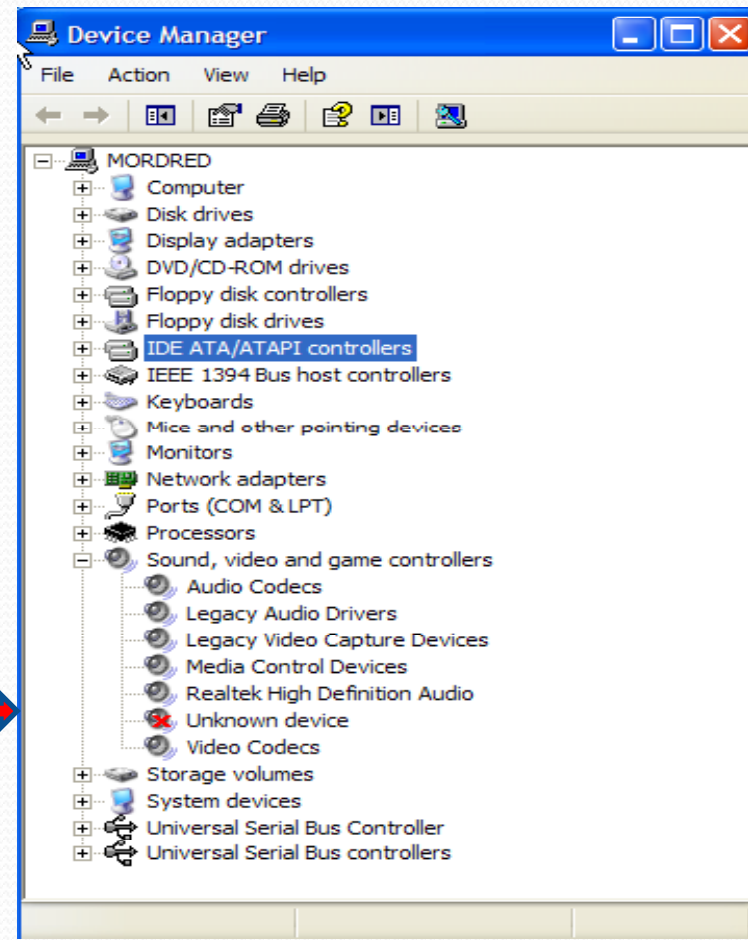 Device Manager
File Action View Help
MORDRED
Computer
Disk drives
Display adapters
DVD/CD-ROM drives
Floppy disk controllers
Floppy disk drives
IDE ATA/ATAPI controllers
IEEE 1394 Bus host controllers
Keyboards
Mice and other pointing devices
Monitors
Network adapters
Ports (COM & LPT)
Processors
Sound, video and game controllers
Audio Codecs
Legacy Audio Drivers
Legacy Video Capture Devices
Media Control Devices
Realtek High Definition Audio
Unknown device
Video Codecs
Storage volumes
System devices
Universal Serial Bus Controller
Universal Serial Bus controllers